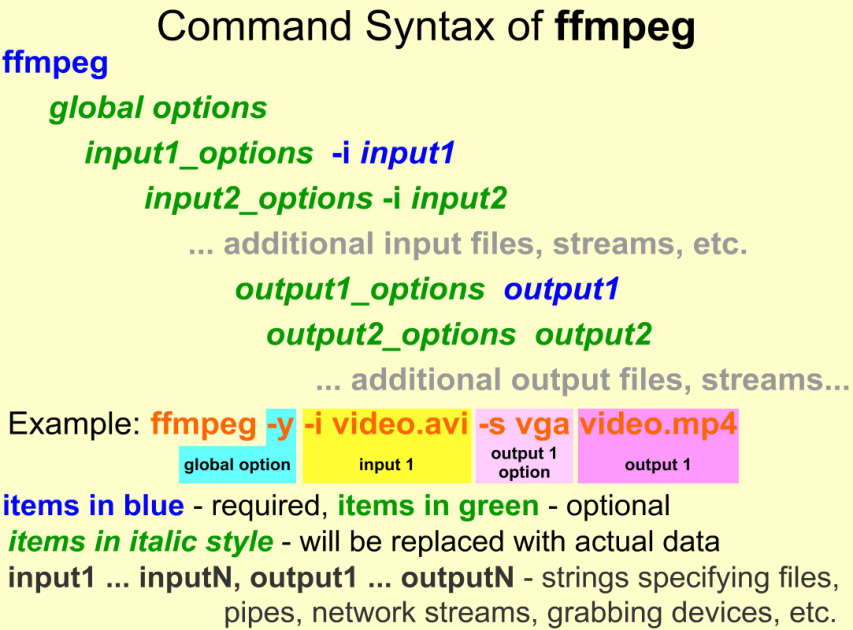 Command Syntax of ffmpeg
ffmpeg
global options
input1_options -i input1
input2_options -i input2
... additional input files, streams, etc.
output1_options output1
output2_options output2
... additional output files, streams...
Example: ffmpeg -y -i video.avi -s vga video.mp4
global option input 1 output 1 option output 1
items in blue - required, items in green - optional
items in italic style - will be replaced with actual data
input1 ... inputN, output1 ... outputN - strings specifying files,
pipes, network streams, grabbing devices, etc.